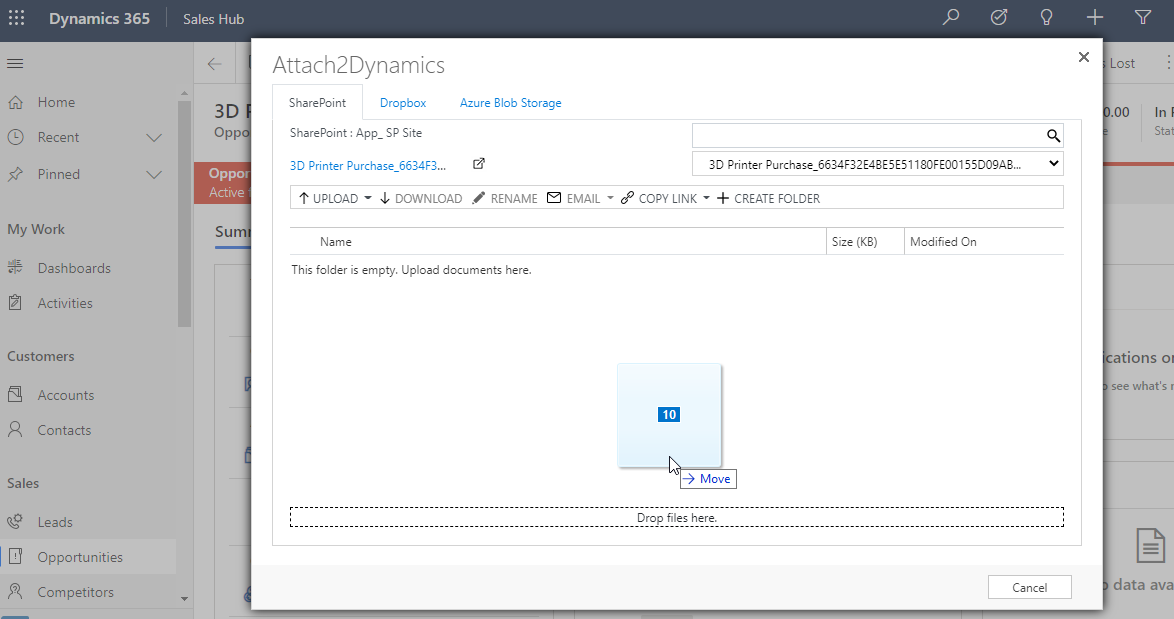 Dynamics 365
Sales Hub
Home
Recent
Pinned
My Work
Dashboards
Activities
Customers
Accounts
Contacts
Sales
Leads
Opportunities
Competitors
3D
Oppo
Oppor
Active
Summ
Lost
0.00
In
Stat
Attach2Dynamics
SharePoint
Dropbox
Azure Blob Storage
SharePoint : App_ SP Site
3D Printer Purchase_6634F3...
3D Printer Purchase_6634F32E4BE5E51180FE00155D09AB...
UPLOAD
DOWNLOAD
RENAME
EMAIL
COPY LINK
CREATE FOLDER
Name
Size (KB)
Modified On
This folder is empty. Upload documents here.
10
Move
Drop files here.
Cancel
ications or
o see what's
data ava